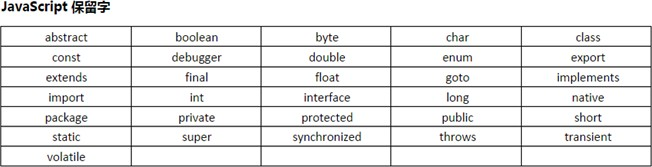 JavaScript 保留字
abstract boolean byte char class
const debugger double enum export
extends final float goto implements
import int interface long native
package private protected public short
static super synchronized throws transient
volatile